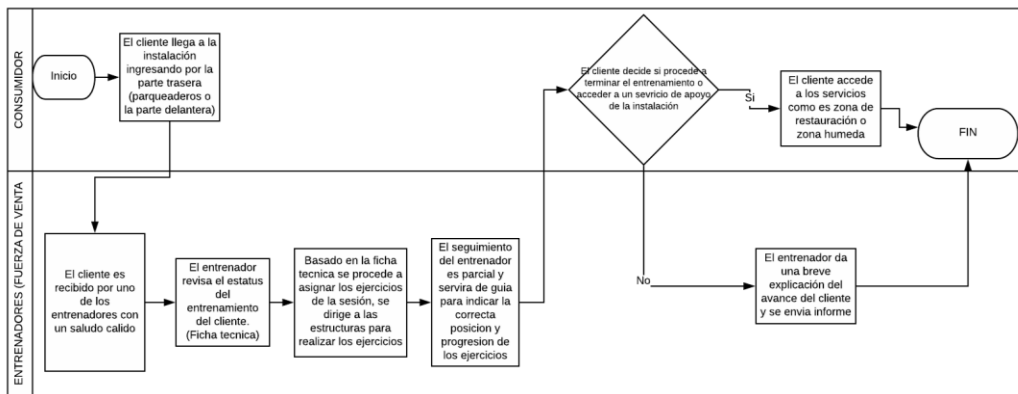 CONSUMIDOR
Inicio
El cliente llega a la
instalación
ingresando por la
parte trasera
(parqueaderos o
la parte delantera)
El cliente decide si procede a
terminar el entrenamiento o
acceder a un servricio de apoyo
de la instalación
Si
El cliente accede
a los servicios
como es zona de
restauración o
zona humeda
FIN
ENTRENADORES (FUERZA DE VENTA
El cliente es
recibido por uno
de los
entrenadores con
un saludo calido
El entrenador
revisa el estatus
del
entrenamiento
del cliente.
(Ficha tecnica)
Basado en la ficha
tecnica se procede a
asignar los ejercicios
de la sesión, se
dirige a las
estructuras para
realizar los ejercicios
El seguimiento
del entrenador
es parcial y
servira de guia
para indicar la
correcta
posicion y
progresion de
los ejercicios
No
El entrenador da
una breve
explicación del
avance del cliente
y se envia informe